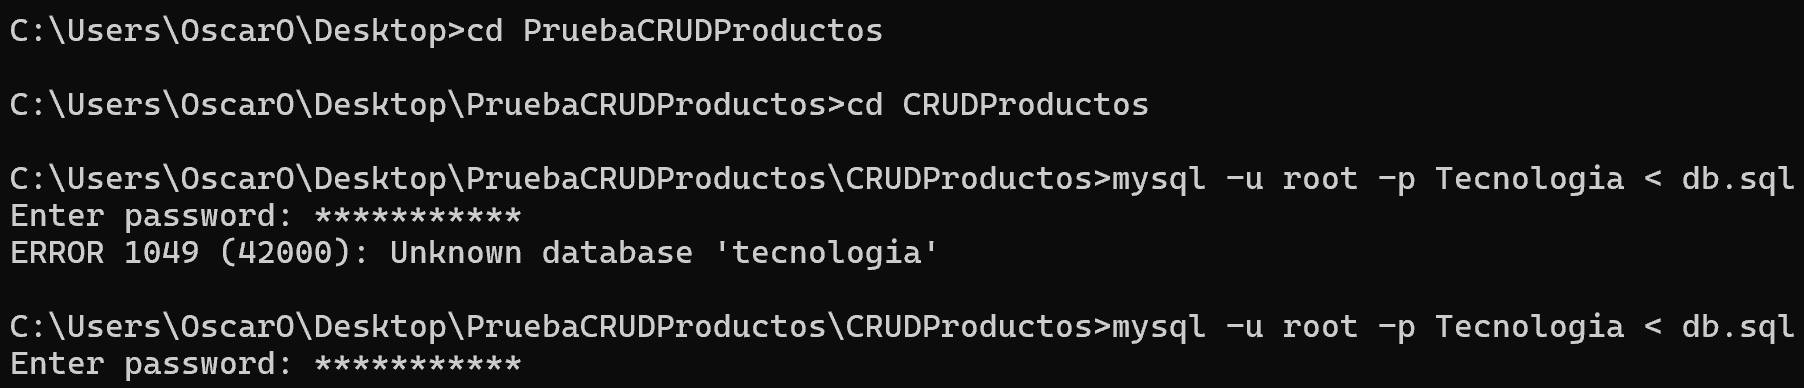 C:\Users\OscarO\Desktop>cd PruebaCRUDProductos
C:\Users\OscarO\Desktop\PruebaCRUDProductos>cd CRUDProductos
C:\Users\OscarO\Desktop\PruebaCRUDProductos\CRUDProductos>mysql -u root -p Tecnologia < db.sql
Enter password: ***********
ERROR 1049 (42000): Unknown database 'tecnologia'
C:\Users\OscarO\Desktop\PruebaCRUDProductos\CRUDProductos>mysql -u root -p Tecnologia < db.sql
Enter password: ***********